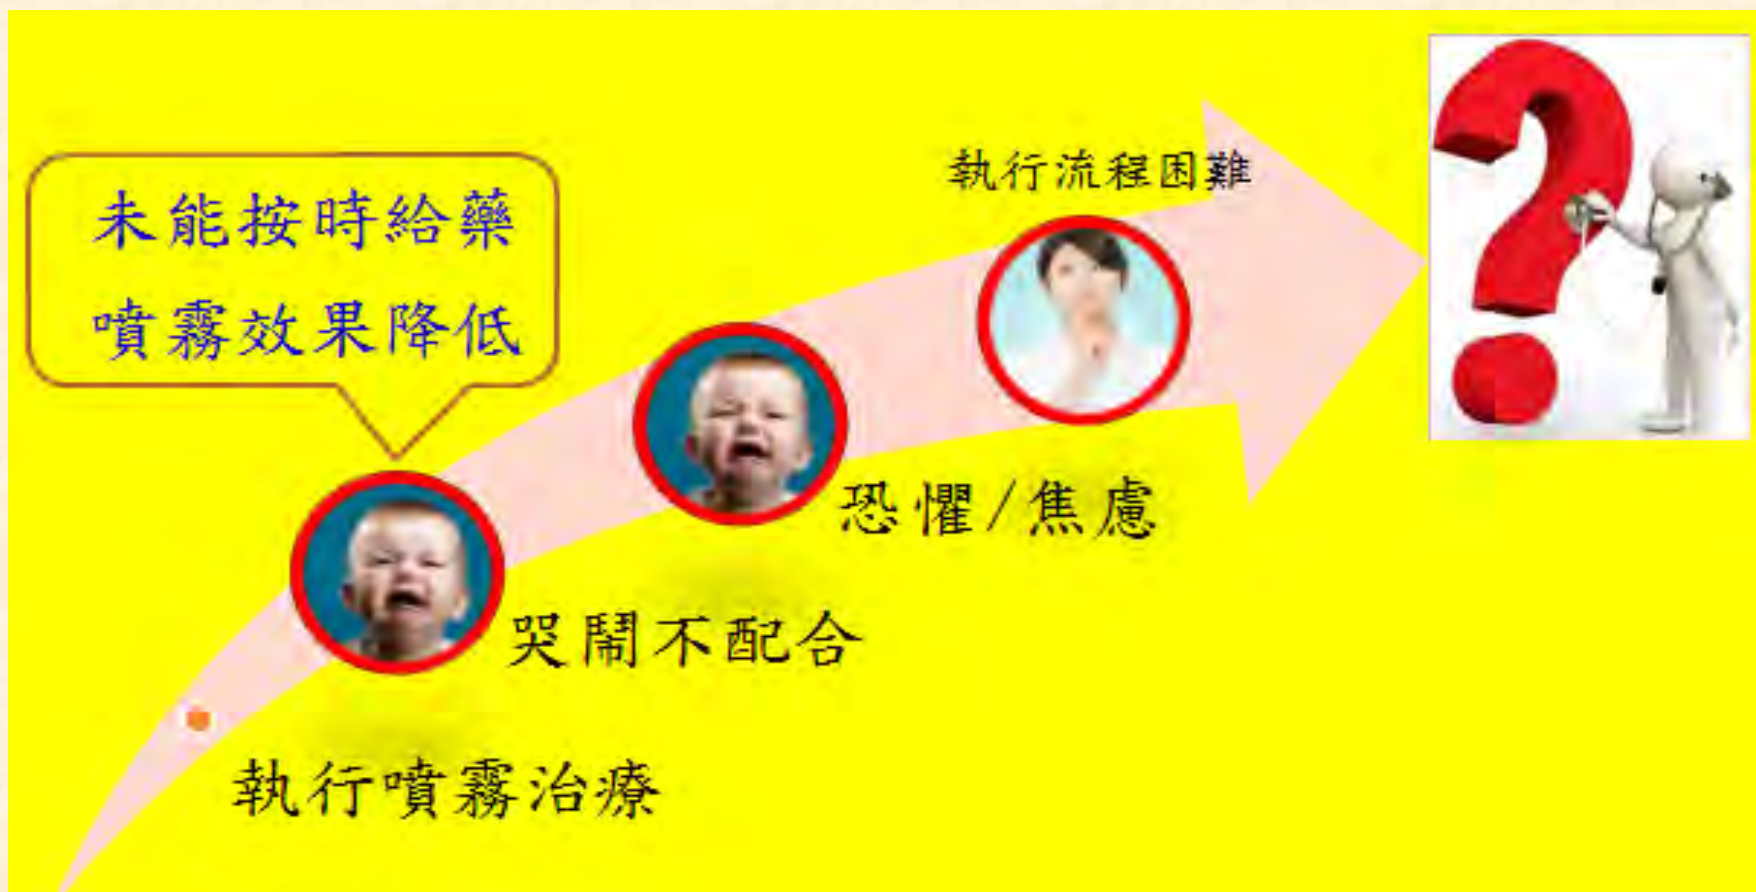 未能按時給藥
噴霧效果降低
執行流程困難
恐懼/焦慮
哭鬧不配合
執行噴霧治療